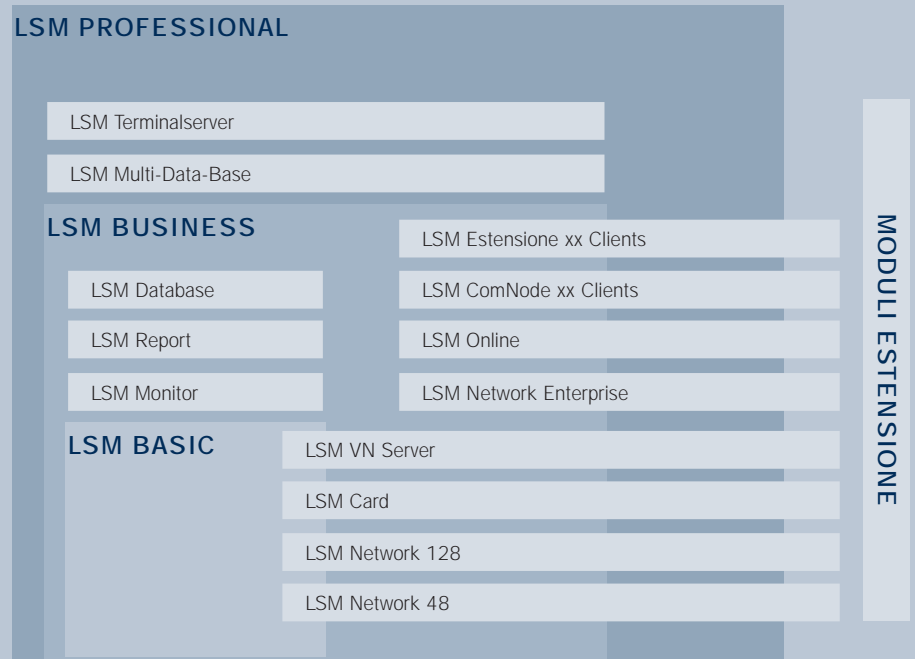 LSM PROFESSIONAL
LSM Terminalserver
LSM Multi-Data-Base
LSM BUSINESS
LSM Database
LSM Report
LSM Monitor
LSM Estensione xx Clients
LSM ComNode xx Clients
LSM Online
LSM Network Enterprise
LSM BASIC
LSM VN Server
LSM Card
LSM Network 128
LSM Network 48
MODULI ESTENSIONE